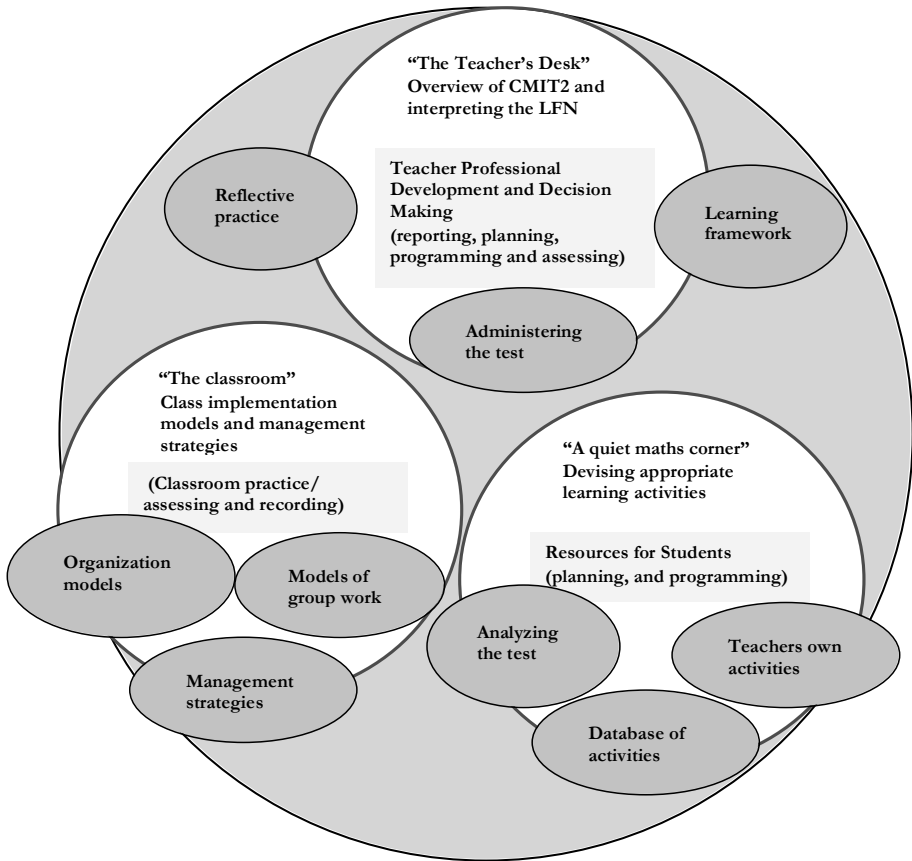 “The Teacher’s Desk”
Overview of CMIT2 and
interpreting the LFN
Teacher Professional
Development and Decision
Making
(reporting, planning,
programming and assessing)
Reflective
practice
Learning
framework
Administering
the test
“The classroom”
Class implementation
models and management
strategies
(Classroom practice/
assessing and recording)
Organization
models
Models of
group work
Management
strategies
“A quiet maths corner”
Devising appropriate
learning activities
Resources for Students
(planning, and programming)
Analyzing
the test
Teachers own
activities
Database of
activities